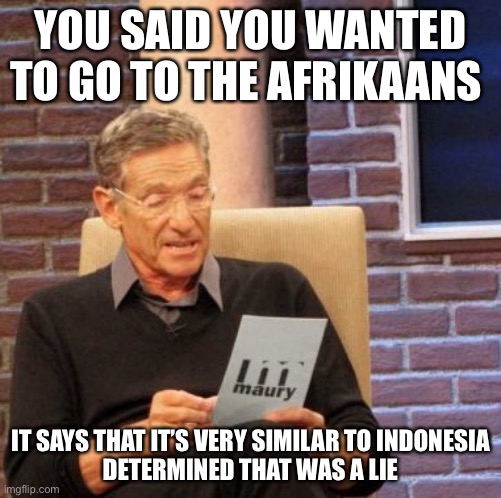 YOU SAID YOU WANTED
TO GO TO THE AFRIKAANS
maury
IT SAYS THAT IT'S VERY SIMILAR TO INDONESIA
DETERMINED THAT WAS A LIE
imgflip.com